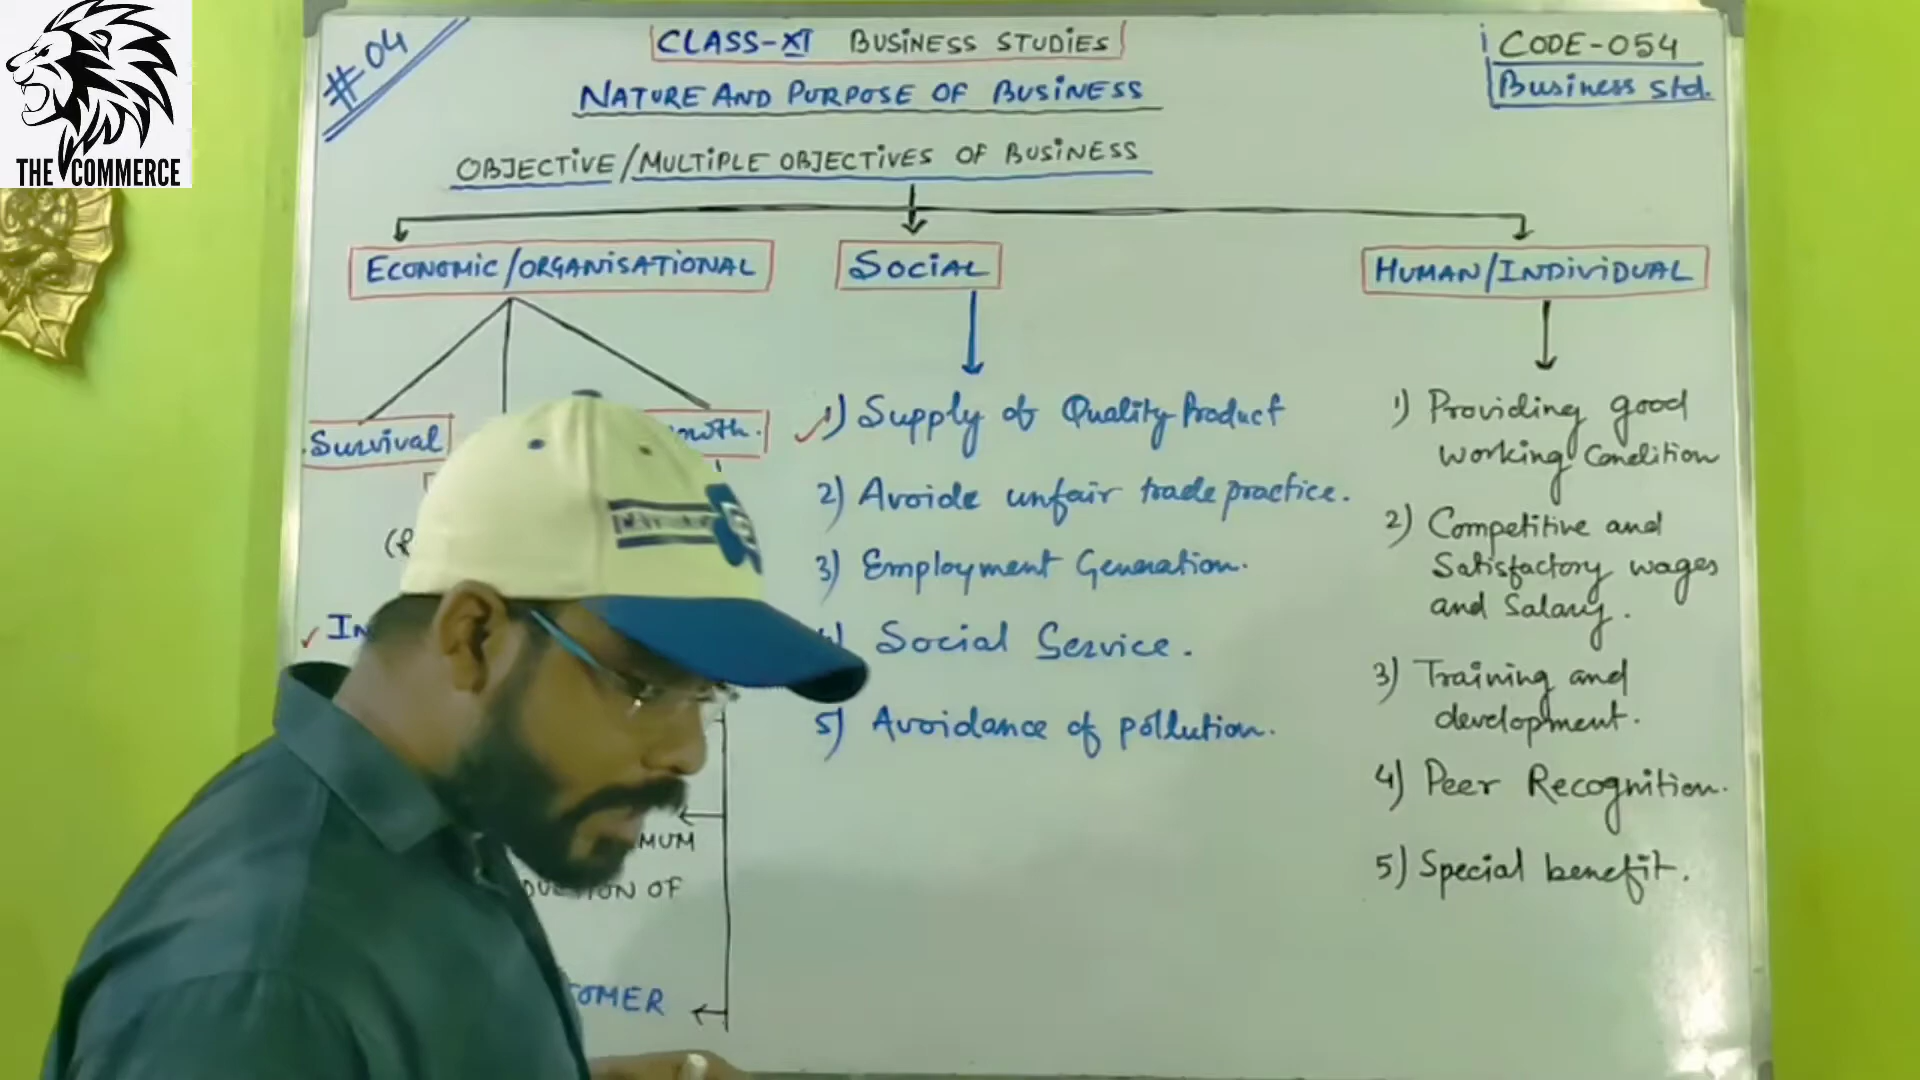 THE COMMERCE
#04
CLASS-XI BUSINESS STUDIES
CODE-054
Business Std.
NATURE AND PURPOSE OF BUSINESS
OBJECTIVE/MULTIPLE OBJECTIVES OF BUSINESS
ECONOMIC/ORGANISATIONAL
SOCIAL
HUMAN/INDIVIDUAL
Survival
1) Supply of Quality Product
2) Avoide unfair trade practice.
3) Employment Generation.
Social Service.
5) Avoidance of pollution.
1) Providing good
working Condition
2) Competitive and
Satisfactory wages
and Salary.
3) Training and
development.
4) Peer Recognition.
5) Special benefit.
OF